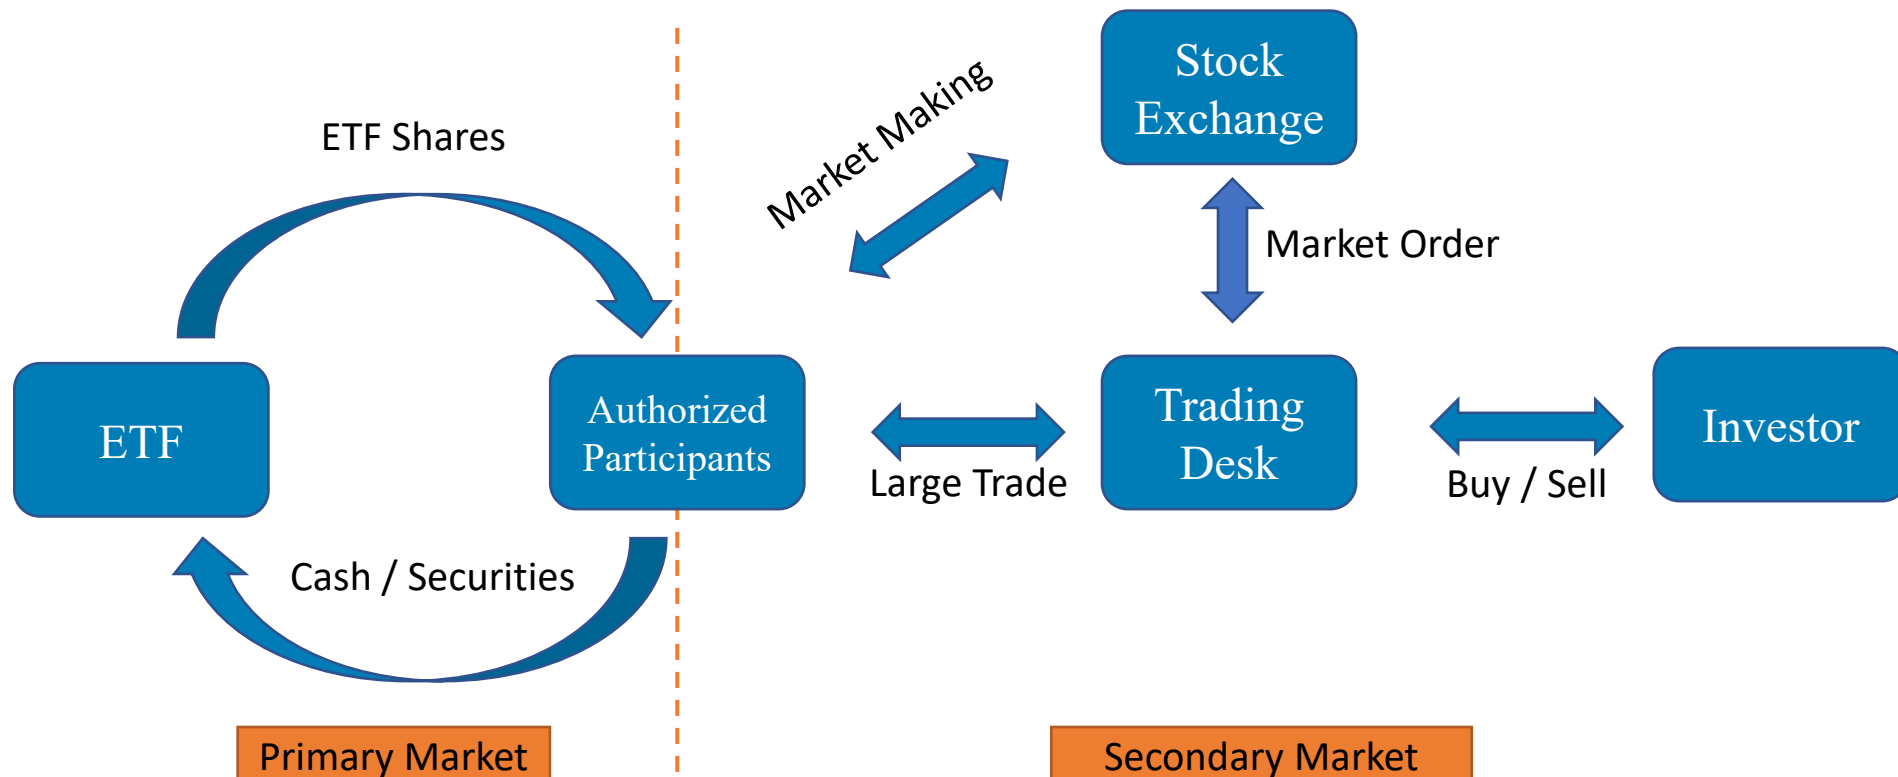 Stock
Exchange
Market Making
ETF Shares
Market Order
ETF
Authorized
Participants
Large Trade
Trading
Desk
Buy / Sell
Investor
Cash / Securities
Primary Market
Secondary Market